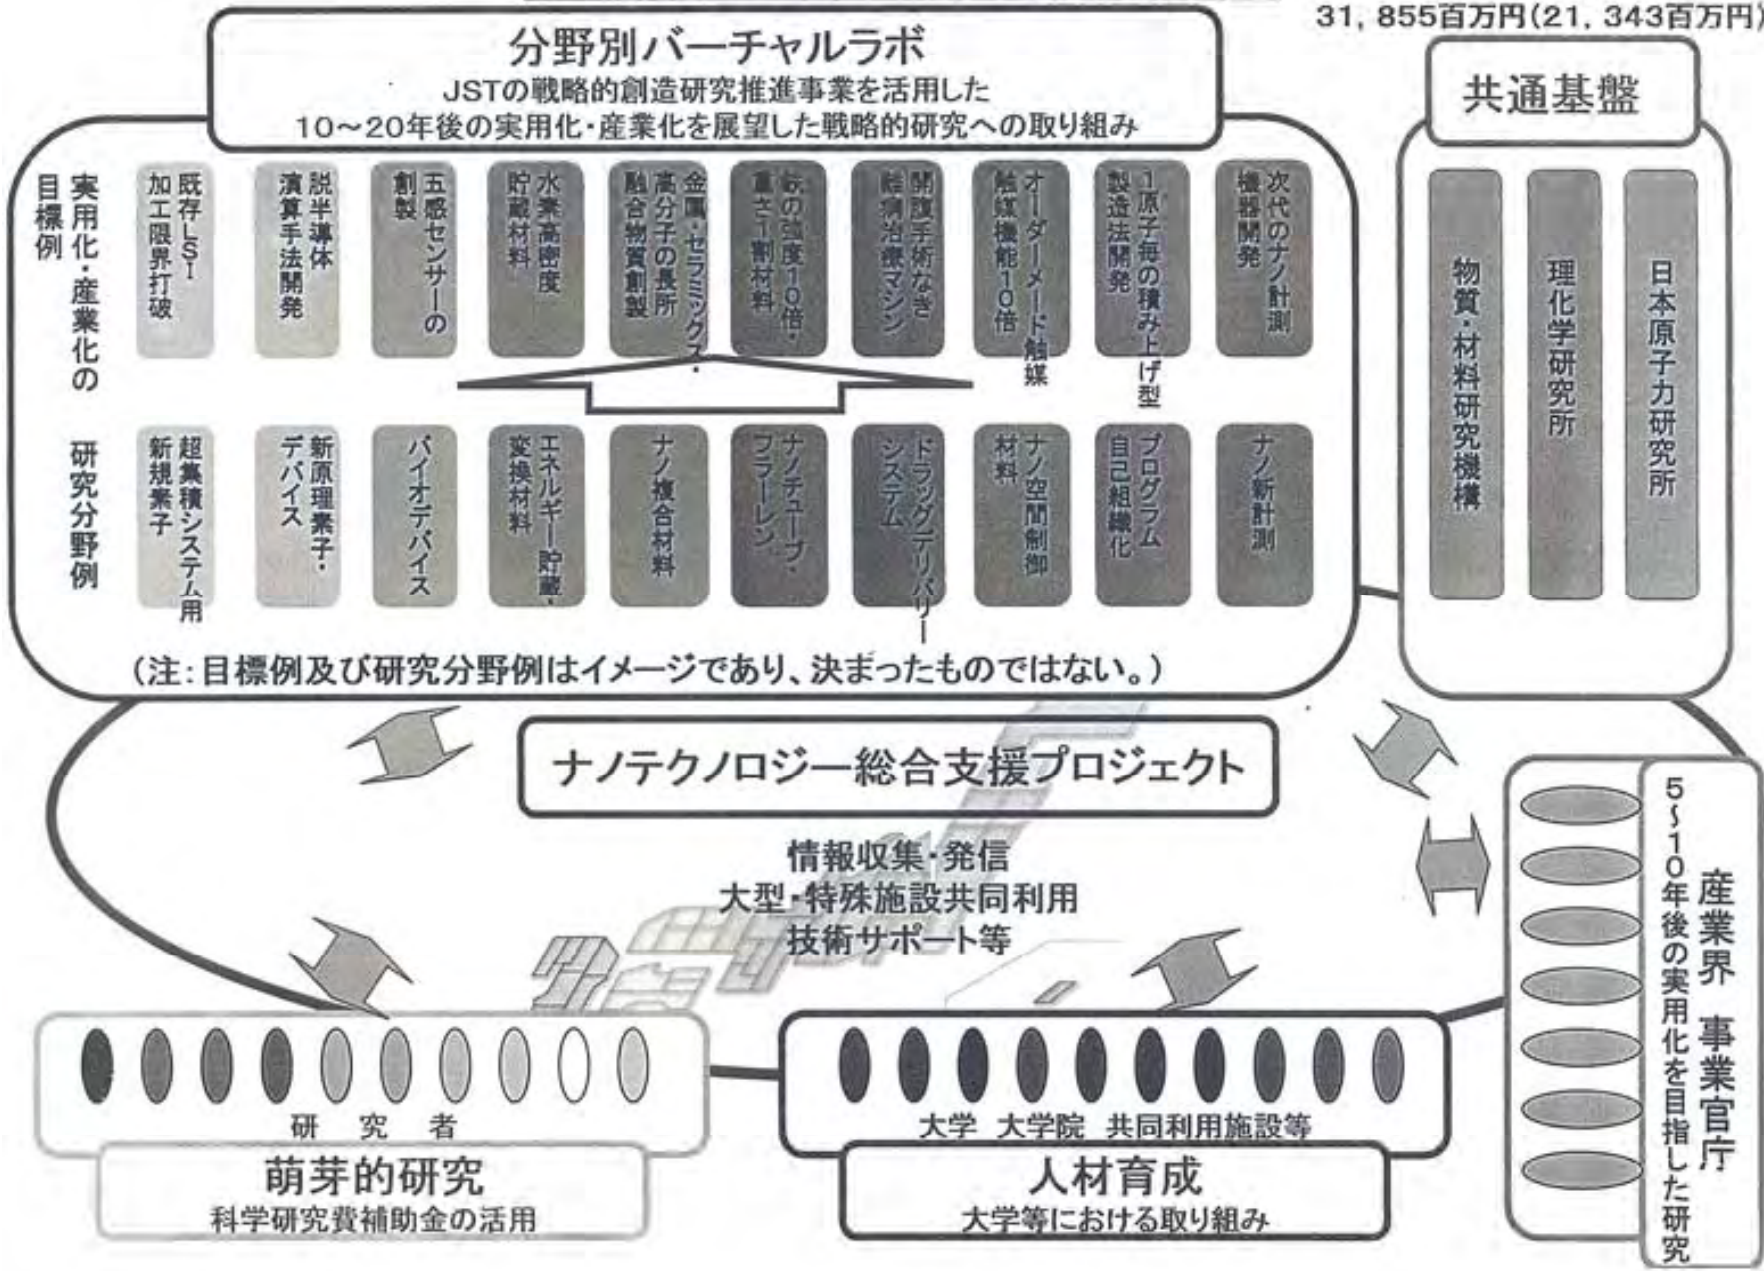 31,855百万円(21,343百万円)
分野別バーチャルラボ
JSTの戦略的創造研究推進事業を活用した
10～20年後の実用化・産業化を展望した戦略的研究への取り組み
実用化・産業化の
目標例
既存LSI
加工限界打破
脱半導体
演算手法開発
五感センサーの
創製
水素高密度
貯蔵材料
金属・セラミックス・
高分子の長所
融合物質創製
鉄の強度10倍・
重さ1割材料
開腹手術なき
難病治療マシン
オーダーメード触媒
触媒機能10倍
1原子毎の積み上げ型
製造法開発
次代のナノ計測
機器開発
研究分野例
超集積システム用
新規素子
新原理素子・
デバイス
バイオデバイス
エネルギー貯蔵・
変換材料
ナノ複合材料
ナノチューブ・
フラーレン
ドラッグデリバリー
システム
ナノ空間制御
材料
プログラム
自己組織化
ナノ新計測
(注:目標例及び研究分野例はイメージであり、決まったものではない。)
共通基盤
物質・材料研究機構
理化学研究所
日本原子力研究所
ナノテクノロジー総合支援プロジェクト
情報収集・発信
大型・特殊施設共同利用
技術サポート等
産業界 事業官庁
5～10年後の実用化を目指した研究
研究者
萌芽的研究
科学研究費補助金の活用
大学 大学院 共同利用施設等
人材育成
大学等における取り組み